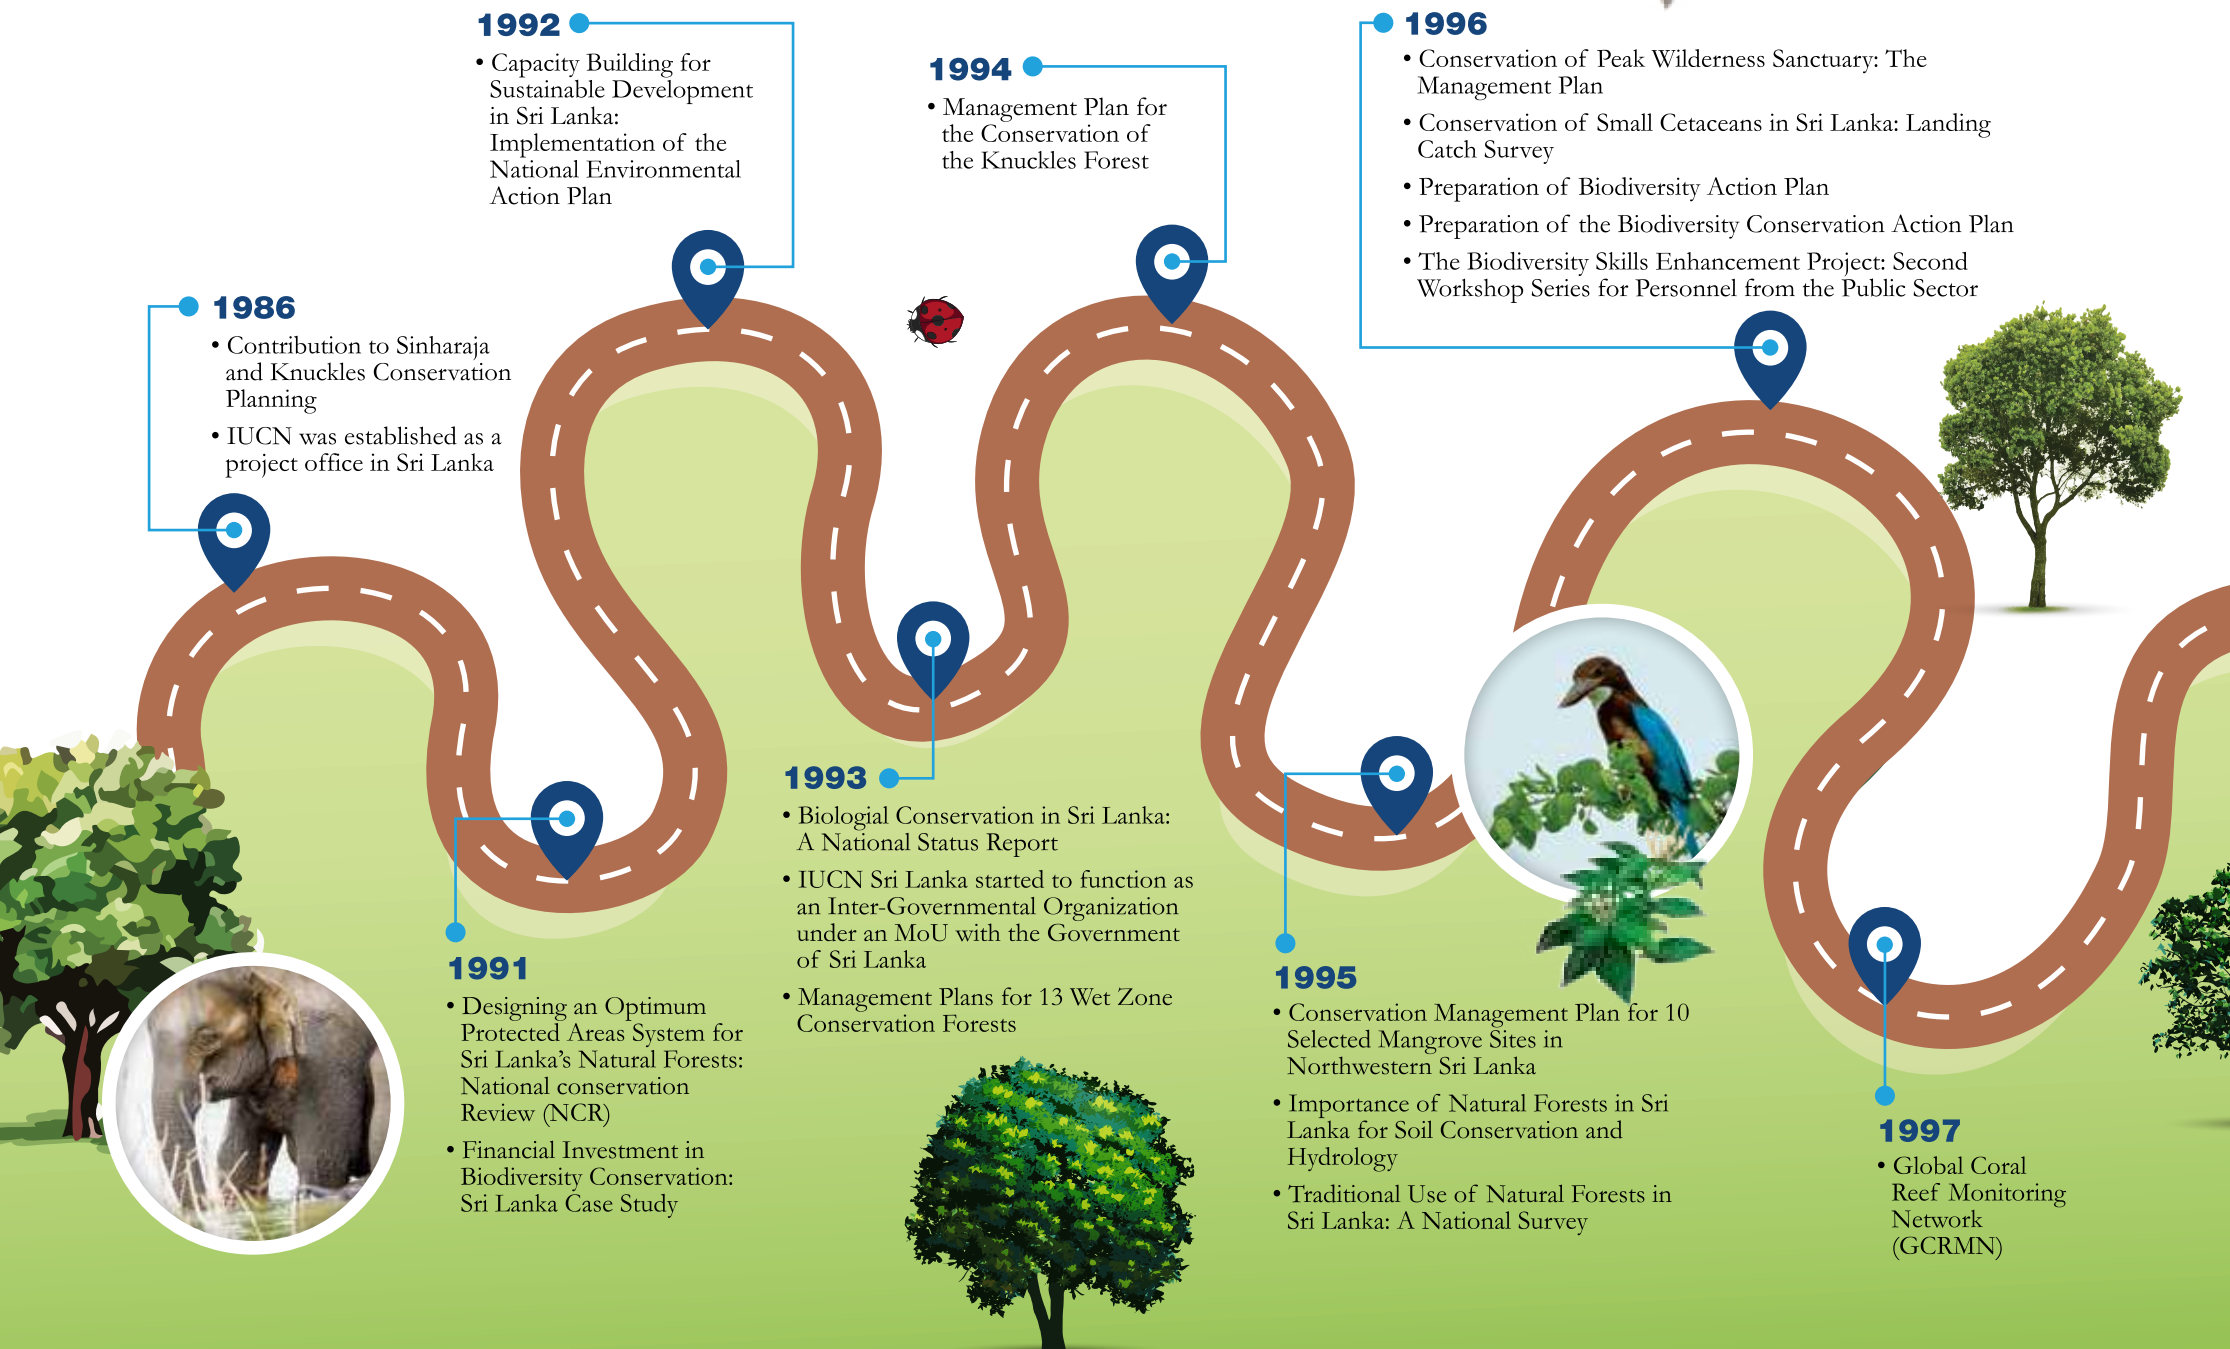 1986
• Contribution to Sinharaja
and Knuckles Conservation
Planning
• IUCN was established as a
project office in Sri Lanka
1991
• Designing an Optimum
Protected Areas System for
Sri Lanka’s Natural Forests:
National conservation
Review (NCR)
• Financial Investment in
Biodiversity Conservation:
Sri Lanka Case Study
1992
• Capacity Building for
Sustainable Development
in Sri Lanka:
Implementation of the
National Environmental
Action Plan
1993
• Biologial Conservation in Sri Lanka:
A National Status Report
• IUCN Sri Lanka started to function as
an Inter-Governmental Organization
under an MoU with the Government
of Sri Lanka
• Management Plans for 13 Wet Zone
Conservation Forests
1994
• Management Plan for
the Conservation of
the Knuckles Forest
1995
• Conservation Management Plan for 10
Selected Mangrove Sites in
Northwestern Sri Lanka
• Importance of Natural Forests in Sri
Lanka for Soil Conservation and
Hydrology
• Traditional Use of Natural Forests in
Sri Lanka: A National Survey
1996
• Conservation of Peak Wilderness Sanctuary: The
Management Plan
• Conservation of Small Cetaceans in Sri Lanka: Landing
Catch Survey
• Preparation of Biodiversity Action Plan
• Preparation of the Biodiversity Conservation Action Plan
• The Biodiversity Skills Enhancement Project: Second
Workshop Series for Personnel from the Public Sector
1997
• Global Coral
Reef Monitoring
Network
(GCRMN)